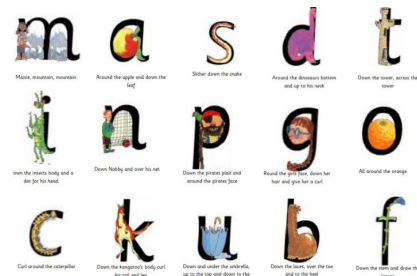 m a s d t
Maisie, mountain, mountain
Around the apple and down the
leaf
Slither down the snake
Around the dinosaurs bottom
and up to his neck
Down the tower, across the
tower
i n p g o
own the insects body and a
dot for his head.
Down Nobby and over his net
Down the pirates plait and
around the pirates face
Round the girls face, down her
hair and give her a curl
All around the orange
c k u b f
Curl around the caterpillar
Down the kangaroo's body curl
his tail and leg
Down and under the umbrella,
up to the top and down to the
Down the laces, over the toe
and to the heel
Down the stem and draw the